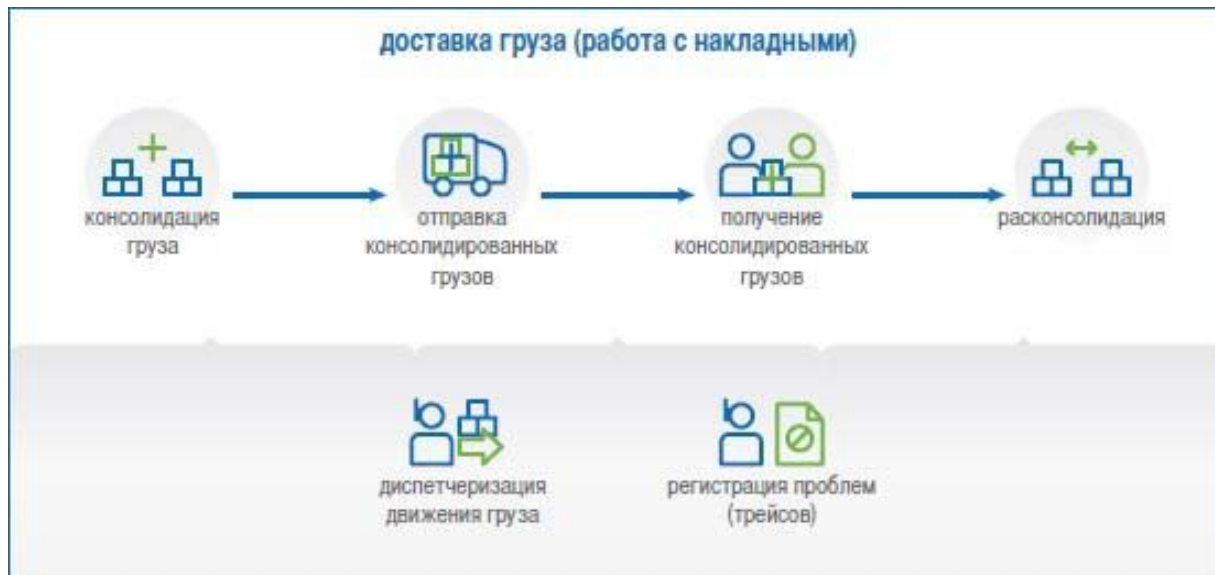 доставка груза (работа с накладными)
консолидация
груза
отправка
консолидированных
грузов
получение
консолидированных
грузов
расконсолидация
диспетчеризация
движения груза
регистрация проблем
(трейсов)